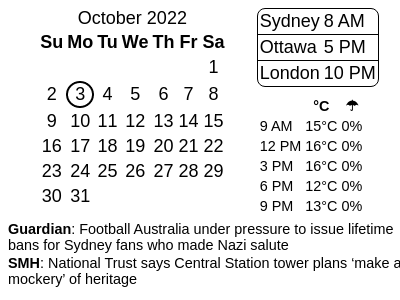 October 2022
Su Mo Tu We Th Fr Sa
1
2 3 4 5 6 7 8
9 10 11 12 13 14 15
16 17 18 19 20 21 22
23 24 25 26 27 28 29
30 31
Sydney 8 AM
Ottawa 5 PM
London 10 PM
°C ☂
9 AM 15°C 0%
12 PM 16°C 0%
3 PM 16°C 0%
6 PM 12°C 0%
9 PM 13°C 0%
Guardian: Football Australia under pressure to issue lifetime
bans for Sydney fans who made Nazi salute
SMH: National Trust says Central Station tower plans ‘make a
mockery’ of heritage